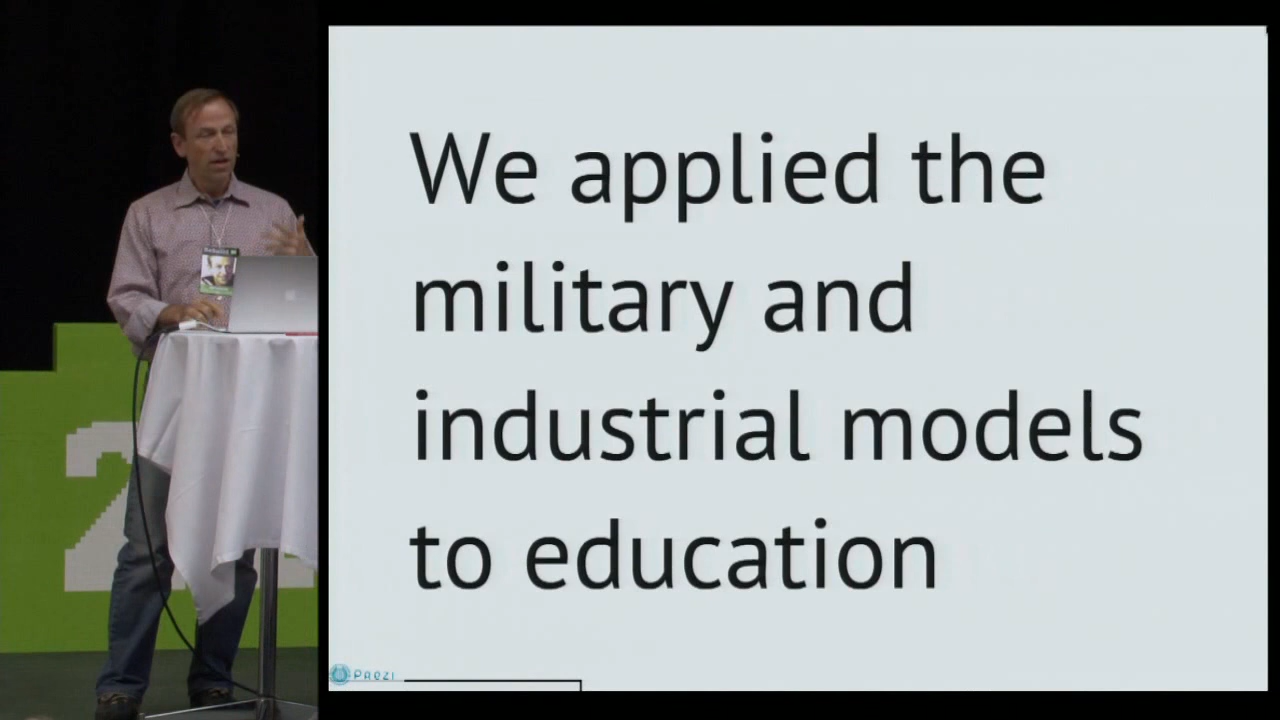 We applied the
military and
industrial models
to education
PREZI